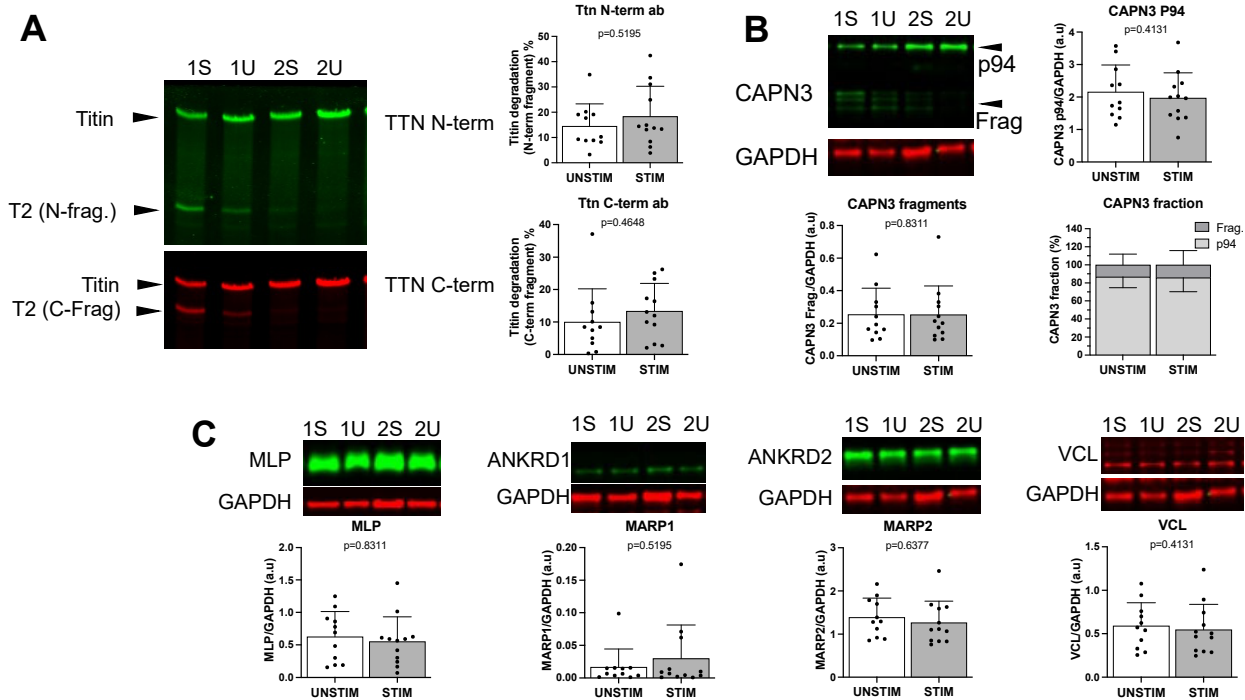 A
1S 1U 2S 2U
Titin
TTN N-term
T2 (N-frag.)
Titin
TTN C-term
T2 (C-Frag)
Ttn N-term ab
p=0.5195
Titin degradation
(N-term fragment) %
50
40
30
20
10
0
UNSTIM STIM
Ttn C-term ab
p=0.4648
Titin degradation
(C-term fragment) %
40
30
20
10
0
UNSTIM STIM
B
1S 1U 2S 2U
p94
CAPN3
Frag
GAPDH
CAPN3 P94
p=0.4131
CAPN3 p94/GAPDH (a.u)
4
3
2
1
0
UNSTIM STIM
CAPN3 fragments
p=0.8311
CAPN3 Frag./GAPDH (a.u)
0.8
0.6
0.4
0.2
0.0
UNSTIM STIM
CAPN3 fraction
CAPN3 fraction (%)
140
120
100
80
60
40
20
0
Frag.
p94
UNSTIM STIM
C
1S 1U 2S 2U
MLP
GAPDH
MLP
p=0.8311
MLP/GAPDH (a.u)
2.0
1.5
1.0
0.5
0.0
UNSTIM STIM
1S 1U 2S 2U
ANKRD1
GAPDH
MARP1
p=0.5195
MARP1/GAPDH (a.u)
0.20
0.15
0.10
0.05
0.00
UNSTIM STIM
1S 1U 2S 2U
ANKRD2
GAPDH
MARP2
p=0.6377
MARP2/GAPDH (a.u)
3
2
1
0
UNSTIM STIM
1S 1U 2S 2U
VCL
GAPDH
VCL
p=0.4131
VCL/GAPDH (a.u)
1.5
1.0
0.5
0.0
UNSTIM STIM